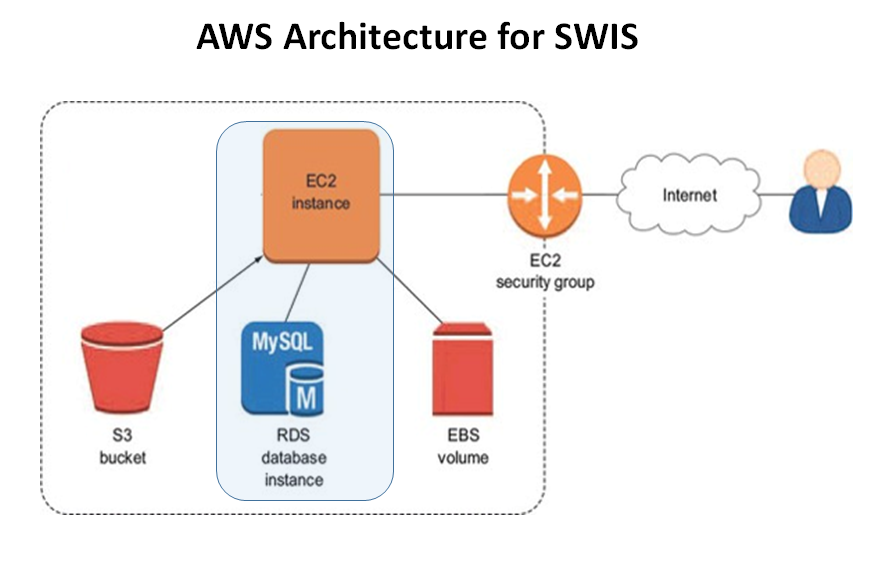 AWS Architecture for SWIS
EC2
instance
Internet
EC2
security group
MySQL
M
S3
bucket
RDS
database
instance
EBS
volume